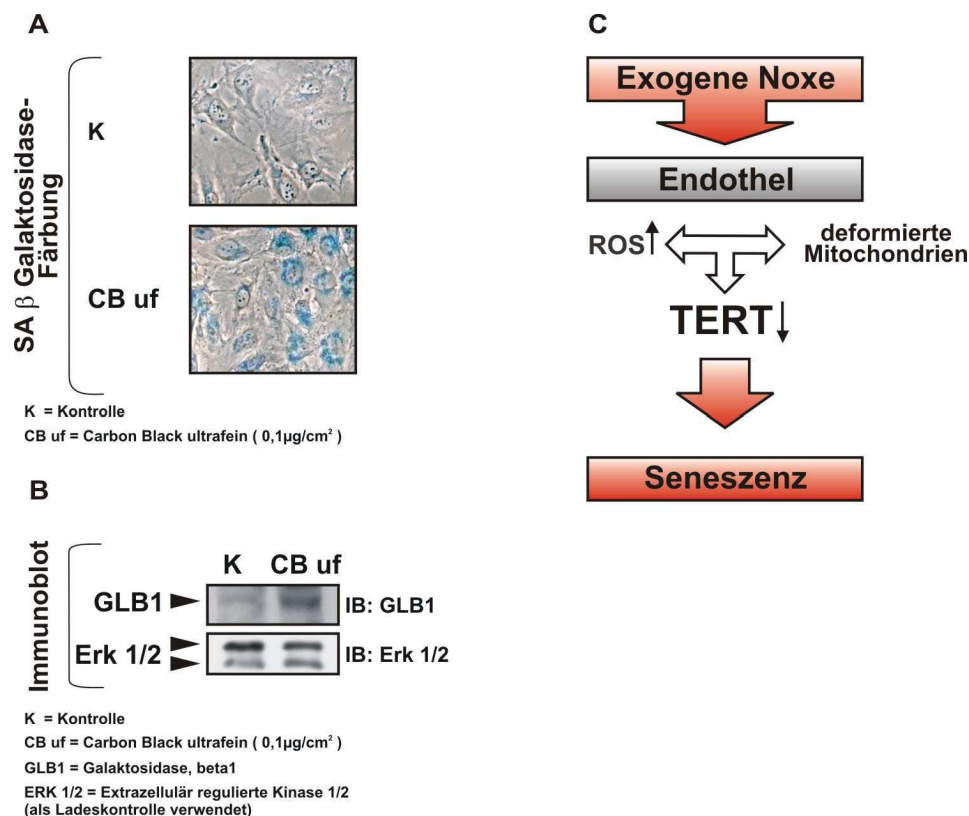 A
SA β Galaktosidase-
Färbung
K
CB uf
K = Kontrolle
CB uf = Carbon Black ultrafein ( 0,1µg/cm² )
B
Immunoblot
K CB uf
GLB1 IB: GLB1
Erk 1/2 IB: Erk 1/2
K = Kontrolle
CB uf = Carbon Black ultrafein ( 0,1µg/cm² )
GLB1 = Galaktosidase, beta1
ERK 1/2 = Extrazellulär regulierte Kinase 1/2
(als Ladeskontrolle verwendet)
C
Exogene Noxe
Endothel
ROS
deformierte
Mitochondrien
TERT
Seneszenz